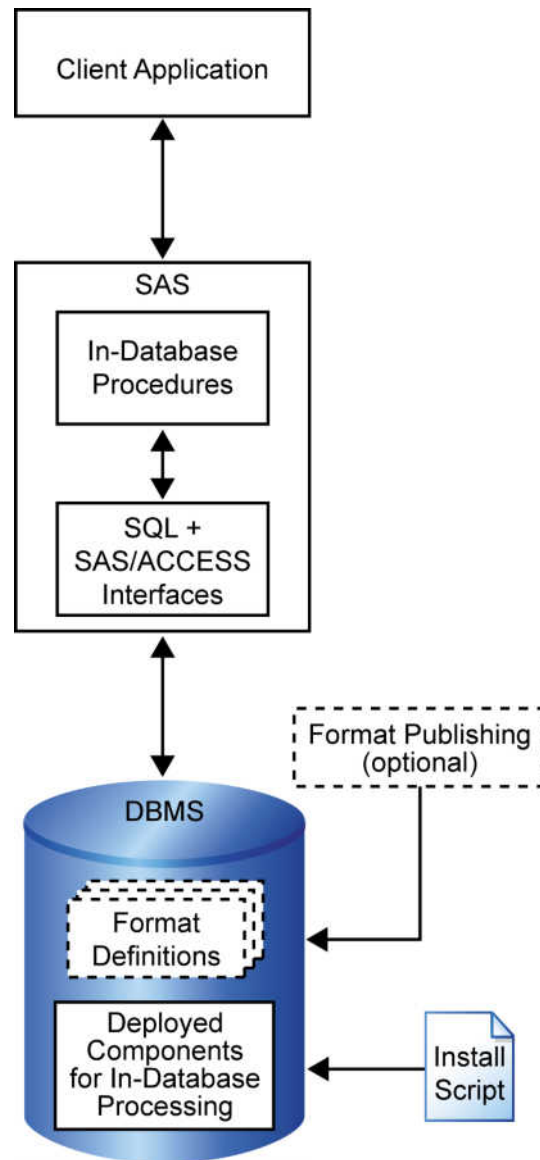 Client Application
SAS
In-Database
Procedures
SQL +
SAS/ACCESS
Interfaces
Format Publishing
(optional)
DBMS
Format
Definitions
Deployed
Components
for In-Database
Processing
Install
Script